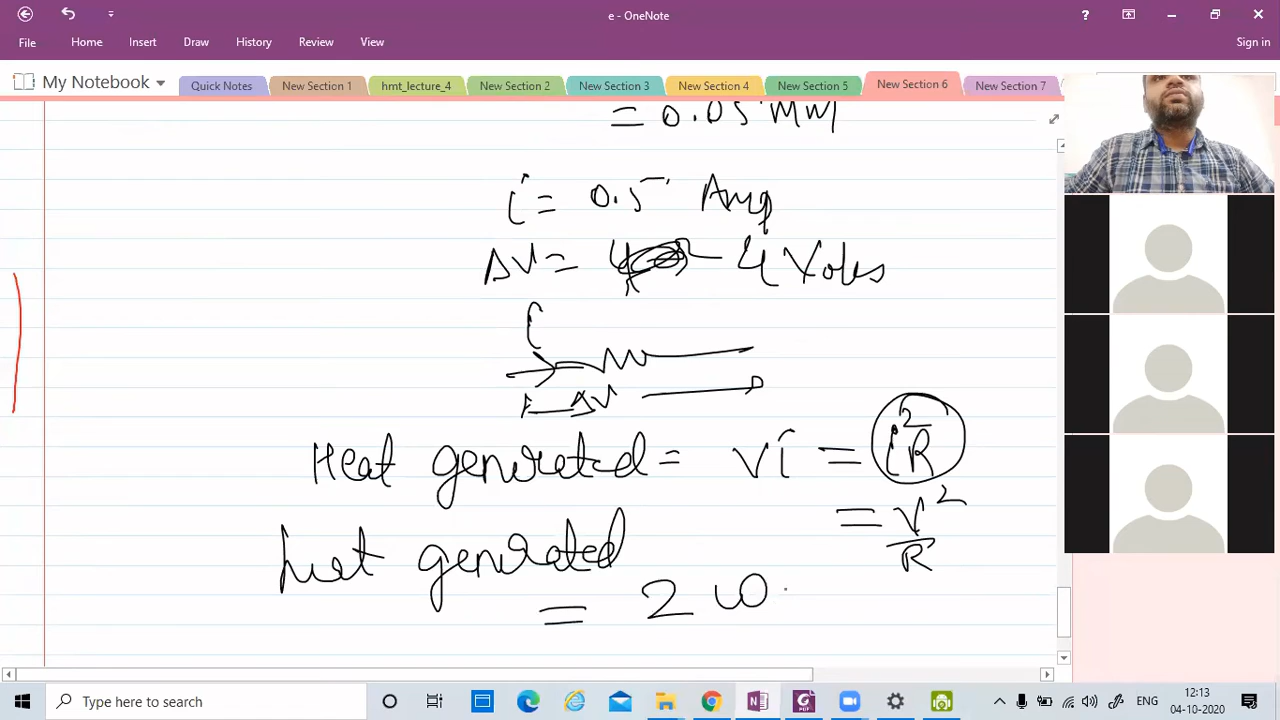 e - OneNote
File Home Insert Draw History Review View
Sign in
My Notebook
Quick Notes New Section 1 hmt_lecture_4 New Section 2 New Section 3 New Section 4 New Section 5 New Section 6 New Section 7
= 0.05 MW
i = 0.5 Amp
ΔV = 4 Volts
i
ΔV
Heat generated = Vi = i²R
= V²/R
heat generated
= 2 W
Type here to search
ENG
2:13
04-10-2020